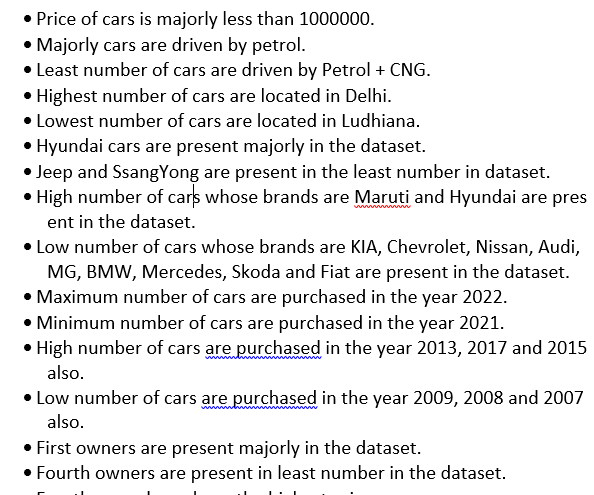 • Price of cars is majorly less than 1000000.
• Majorly cars are driven by petrol.
• Least number of cars are driven by Petrol + CNG.
• Highest number of cars are located in Delhi.
• Lowest number of cars are located in Ludhiana.
• Hyundai cars are present majorly in the dataset.
• Jeep and SsangYong are present in the least number in dataset.
• High number of cars whose brands are Maruti and Hyundai are pres
ent in the dataset.
• Low number of cars whose brands are KIA, Chevrolet, Nissan, Audi,
MG, BMW, Mercedes, Skoda and Fiat are present in the dataset.
• Maximum number of cars are purchased in the year 2022.
• Minimum number of cars are purchased in the year 2021.
• High number of cars are purchased in the year 2013, 2017 and 2015
also.
• Low number of cars are purchased in the year 2009, 2008 and 2007
also.
• First owners are present majorly in the dataset.
• Fourth owners are present in least number in the dataset.